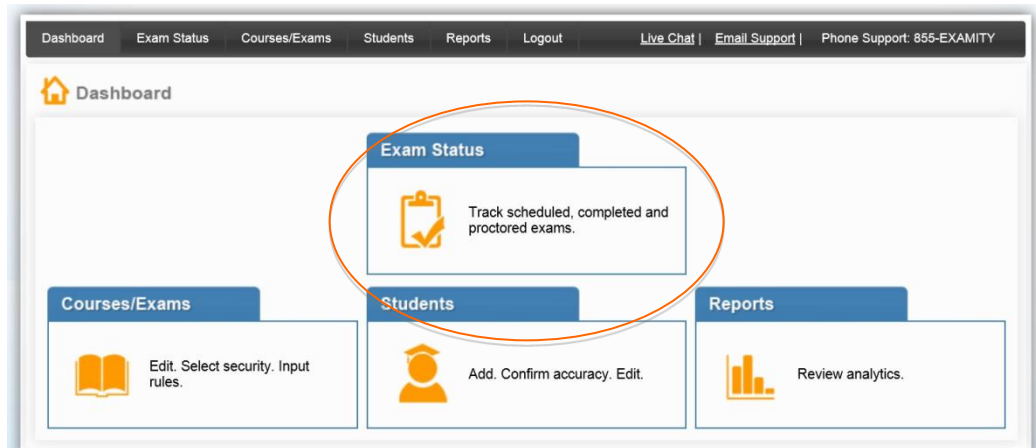 Dashboard Exam Status Courses/Exams Students Reports Logout Live Chat | Email Support | Phone Support: 855-EXAMITY
Dashboard
Exam Status
Track scheduled, completed and
proctored exams.
Courses/Exams
Edit. Select security. Input
rules.
Students
Add. Confirm accuracy. Edit.
Reports
Review analytics.